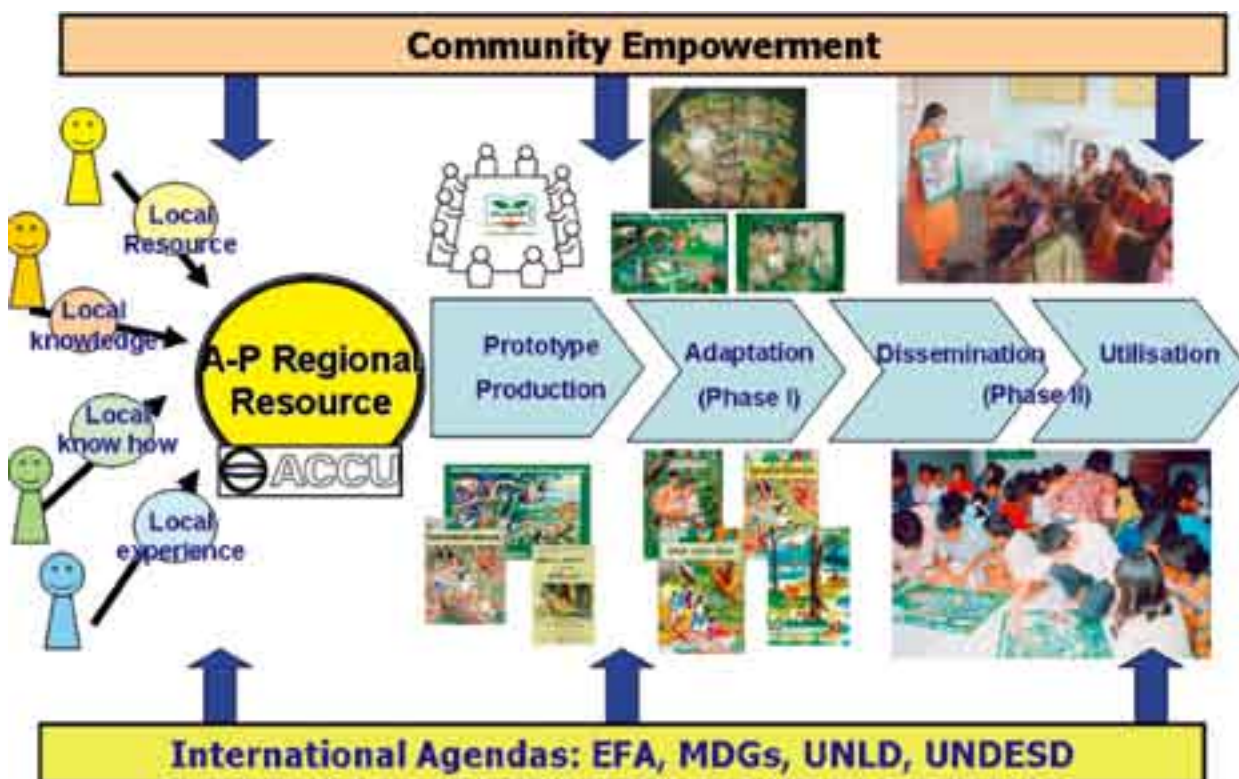 Community Empowerment
Local
Resource
Local
knowledge
Local
know how
Local
experience
A-P Regional
Resource
ACCU
Prototype
Production
Adaptation
(Phase I)
Dissemination
Utilisation
(Phase II)
International Agendas: EFA, MDGs, UNLD, UNDESD